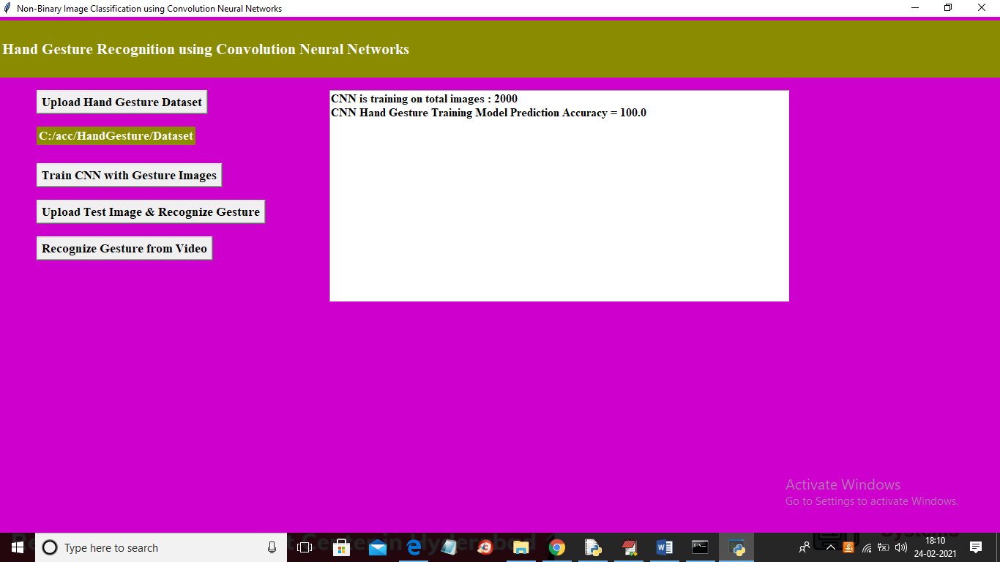 Non-Binary Image Classification using Convolution Neural Networks
Hand Gesture Recognition using Convolution Neural Networks
Upload Hand Gesture Dataset
C:/acc/HandGesture/Dataset
Train CNN with Gesture Images
Upload Test Image & Recognize Gesture
Recognize Gesture from Video
CNN is training on total images : 2000
CNN Hand Gesture Training Model Prediction Accuracy = 100.0
Activate Windows
Go to Settings to activate Windows.
Type here to search
18:10
24-02-2021